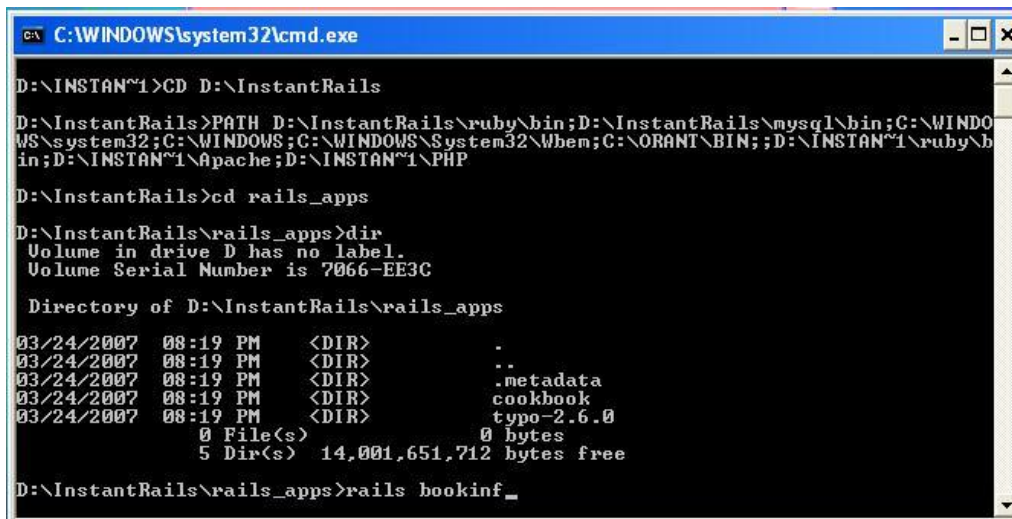 C:\WINDOWS\system32\cmd.exe
D:\INSTAN~1>CD D:\InstantRails
D:\InstantRails>PATH D:\InstantRails\ruby\bin;D:\InstantRails\mysql\bin;C:\WINDO
WS\system32;C:\WINDOWS;C:\WINDOWS\System32\Wbem;C:\ORANT\BIN;;D:\INSTAN~1\ruby\b
in;D:\INSTAN~1\Apache;D:\INSTAN~1\PHP
D:\InstantRails>cd rails_apps
D:\InstantRails\rails_apps>dir
Volume in drive D has no label.
Volume Serial Number is 7066-EE3C
Directory of D:\InstantRails\rails_apps
03/24/2007  08:19 PM    <DIR>          .
03/24/2007  08:19 PM    <DIR>          ..
03/24/2007  08:19 PM    <DIR>          .metadata
03/24/2007  08:19 PM    <DIR>          cookbook
03/24/2007  08:19 PM    <DIR>          typo-2.6.0
0 File(s)              0 bytes
5 Dir(s)  14,001,651,712 bytes free
D:\InstantRails\rails_apps>rails bookinf_